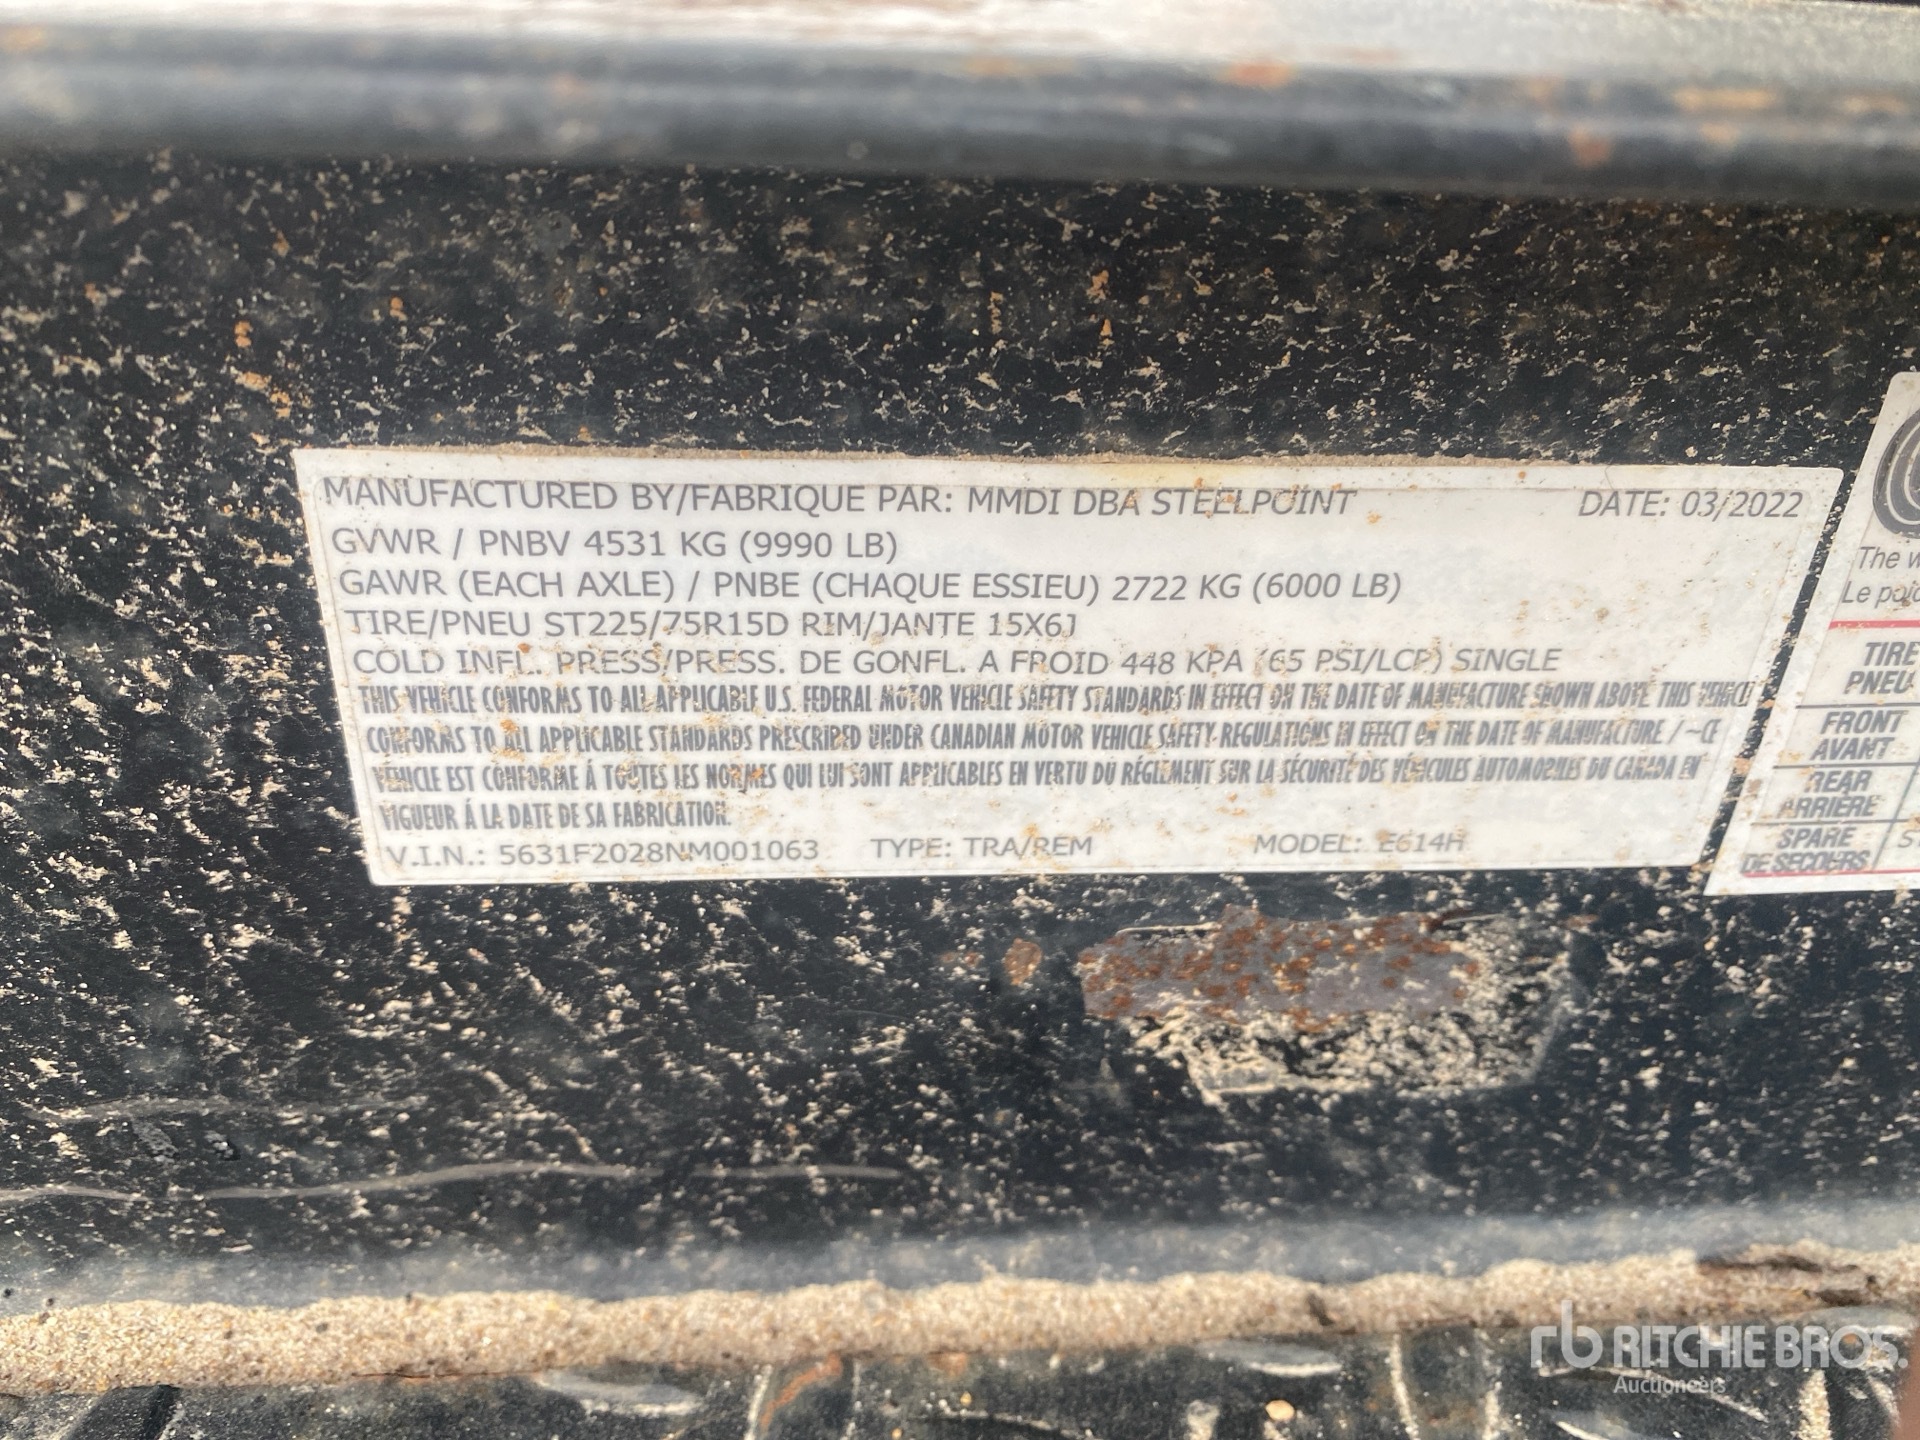 MANUFACTURED BY/FABRIQUE PAR: MMDI DBA STEELPOINT DATE: 03/2022
GVWR / PNBV 4531 KG (9990 LB)
GAWR (EACH AXLE) / PNBE (CHAQUE ESSIEU) 2722 KG (6000 LB)
TIRE/PNEU ST225/75R15D RIM/JANTE 15X6J
COLD INFL. PRESS/PRESS. DE GONFL. A FROID 448 KPA (65 PSI/LCP) SINGLE
THIS VEHICLE CONFORMS TO ALL APPLICABLE U.S. FEDERAL MOTOR VEHICLE SAFETY STANDARDS IN EFFECT ON THE DATE OF MANUFACTURE SHOWN ABOVE. THIS VEHICLE
CONFORMS TO ALL APPLICABLE STANDARDS PRESCRIBED UNDER CANADIAN MOTOR VEHICLE SAFETY REGULATIONS IN EFFECT ON THE DATE OF MANUFACTURE / ~CE
VEHICLE EST CONFORME À TOUTES LES NORMES QUI LUI SONT APPLICABLES EN VERTU DU RÉGLEMENT SUR LA SÉCURITÉ DES VÉHICULES AUTOMOBILES DU CANADA EN
VIGUEUR Á LA DATE DE SA FABRICATION.
V.I.N.: 5631F2028NM001063 TYPE: TRA/REM MODEL: E614H
The
Le
TIRE
PNEU
FRONT
AVANT
REAR
ARRIÈRE
SPARE
DE SECOURS
rb RITCHIE BROS.
Auctioneers